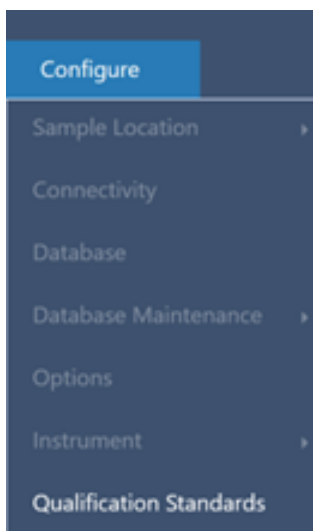 Configure
Sample Location
Connectivity
Database
Database Maintenance
Options
Instrument
Qualification Standards